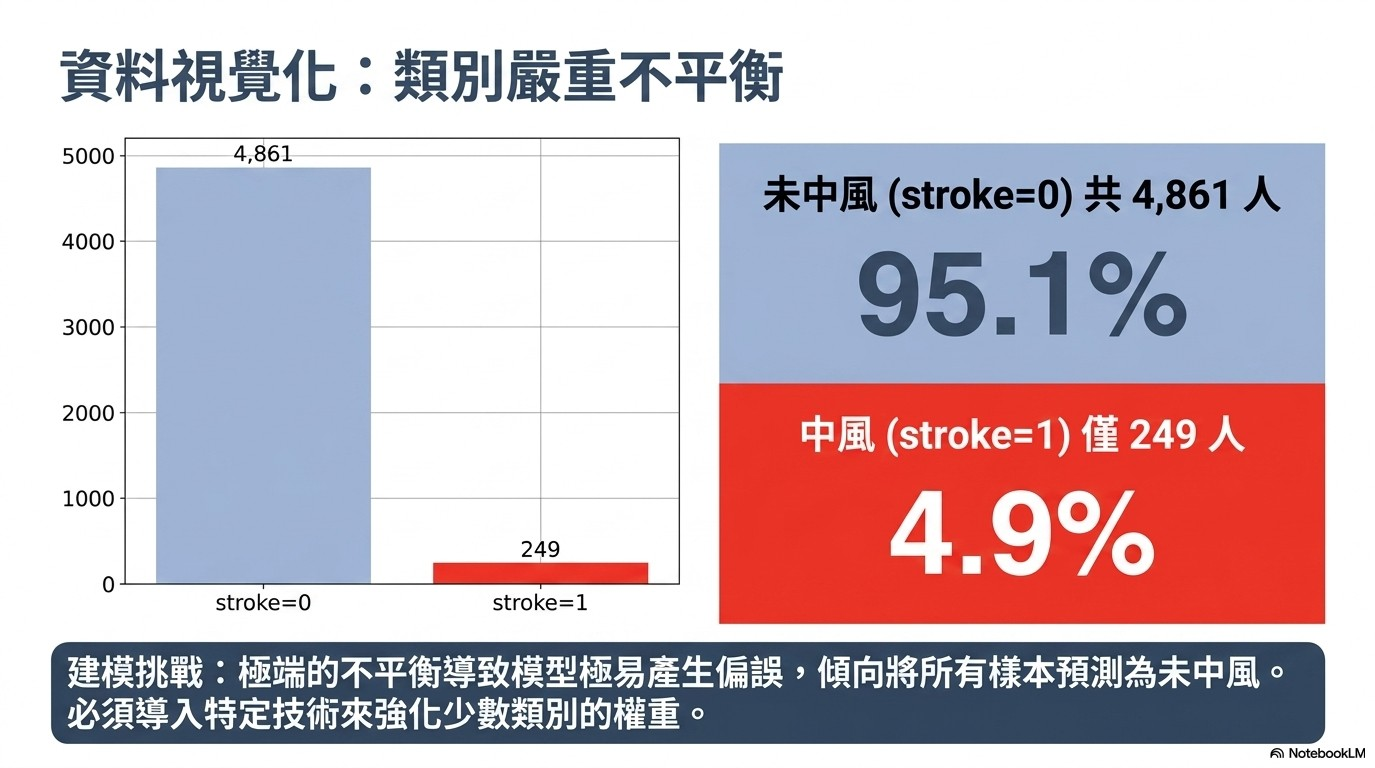 資料視覺化：類別嚴重不平衡
5000
4000
3000
2000
1000
0
4,861
249
stroke=0
stroke=1
未中風 (stroke=0) 共 4,861 人
95.1%
中風 (stroke=1) 僅 249 人
4.9%
建模挑戰：極端的不平衡導致模型極易產生偏誤，傾向將所有樣本預測為未中風。
必須導入特定技術來強化少數類別的權重。
NotebookLM